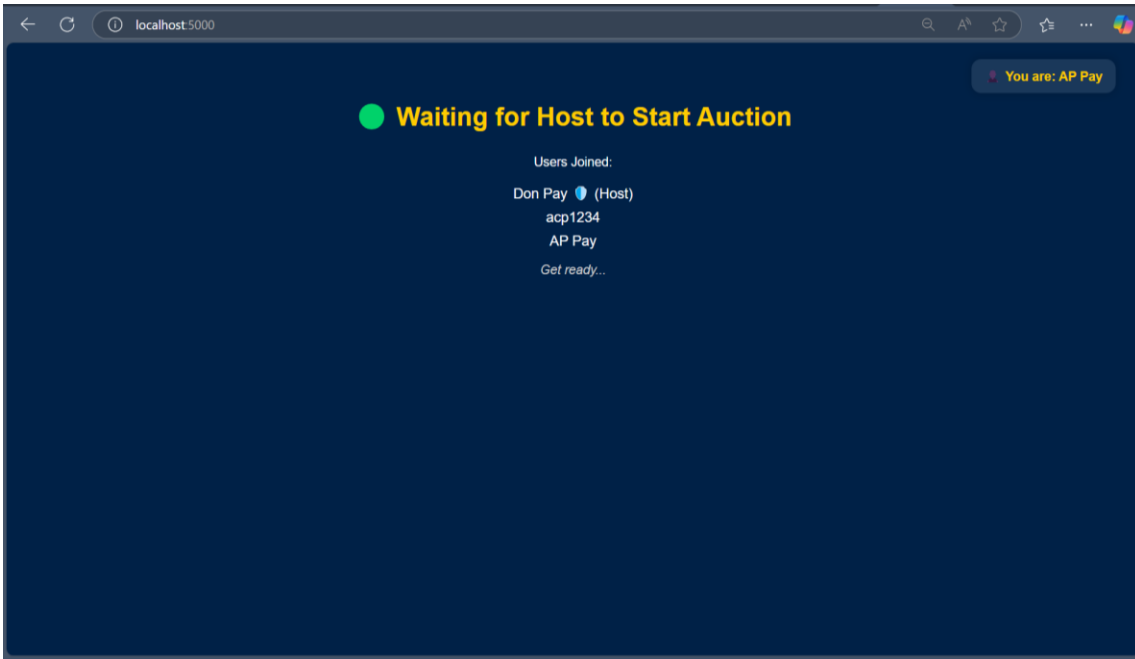 localhost:5000
You are: AP Pay
Waiting for Host to Start Auction
Users Joined:
Don Pay 🛡️ (Host)
acp1234
AP Pay
Get ready...